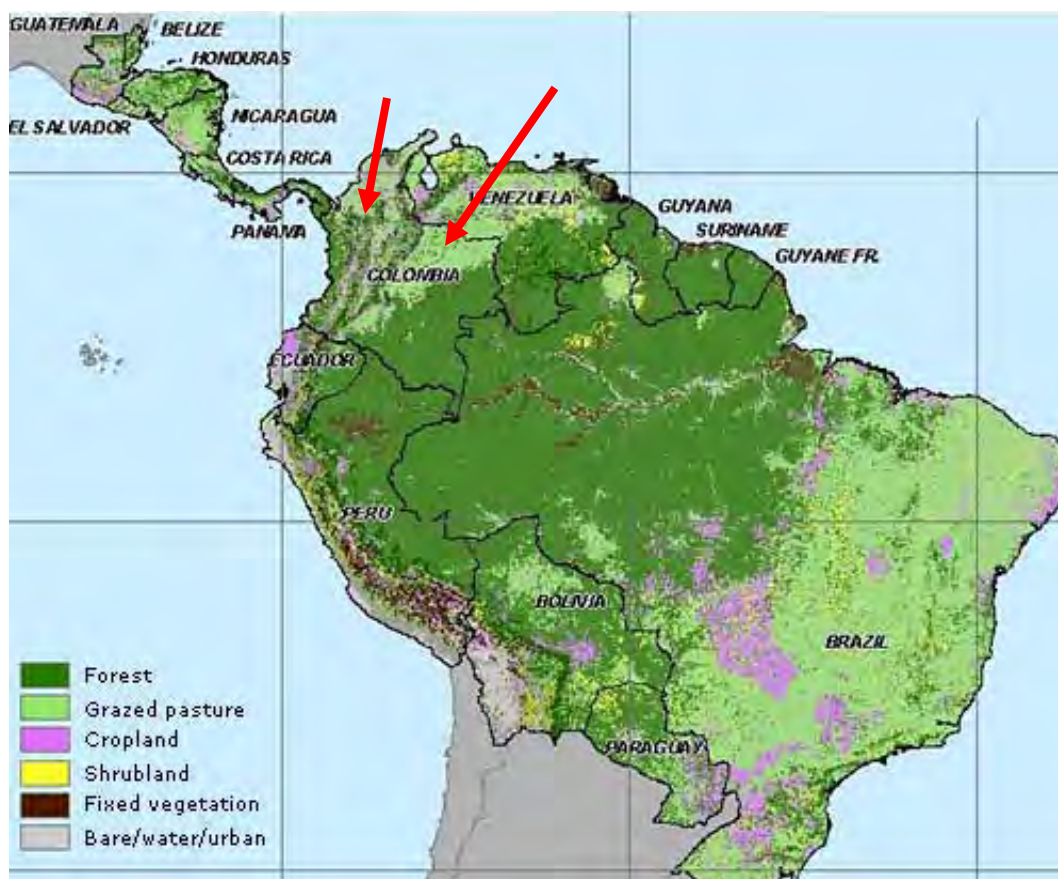 GUATEMALA
BELIZE
HONDURAS
EL SALVADOR
NICARAGUA
COSTA RICA
PANAMA
VENEZUELA
GUYANA
SURINAME
GUYANE FR.
COLOMBIA
ECUADOR
PERU
BOLIVIA
BRAZIL
PARAGUAY
Forest
Grazed pasture
Cropland
Shrubland
Fixed vegetation
Bare/water/urban